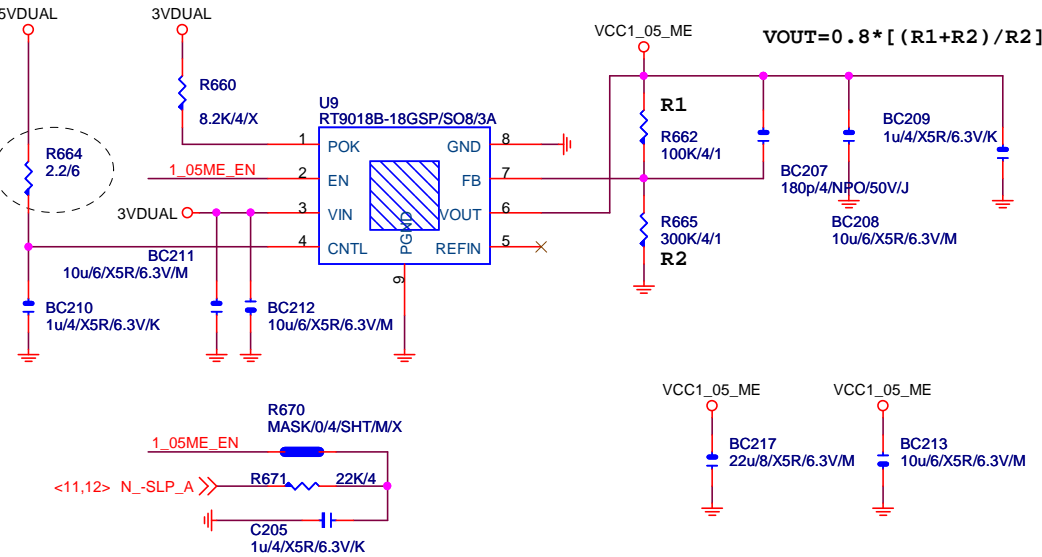 5VDUAL
3VDUAL
VCC1_05_ME
VOUT=0.8*[(R1+R2)/R2]
R660
8.2K/4/X
U9
RT9018B-18GSP/SO8/3A
R1
R662
100K/4/1
BC209
1u/4/X5R/6.3V/K
R664
2.2/6
1 POK
GND 8
1_05ME_EN
2 EN
FB 7
BC207
180p/4/NPO/50V/J
3VDUAL
3 VIN
VOUT 6
PGND
R665
300K/4/1
R2
BC208
10u/6/X5R/6.3V/M
4 CNTL
REFIN 5
BC211
10u/6/X5R/6.3V/M
9
BC210
1u/4/X5R/6.3V/K
BC212
10u/6/X5R/6.3V/M
R670
MASK/0/4/SHT/M/X
1_05ME_EN
<11,12> N_-SLP_A
R671 22K/4
C205
1u/4/X5R/6.3V/K
VCC1_05_ME
VCC1_05_ME
BC217
22u/8/X5R/6.3V/M
BC213
10u/6/X5R/6.3V/M